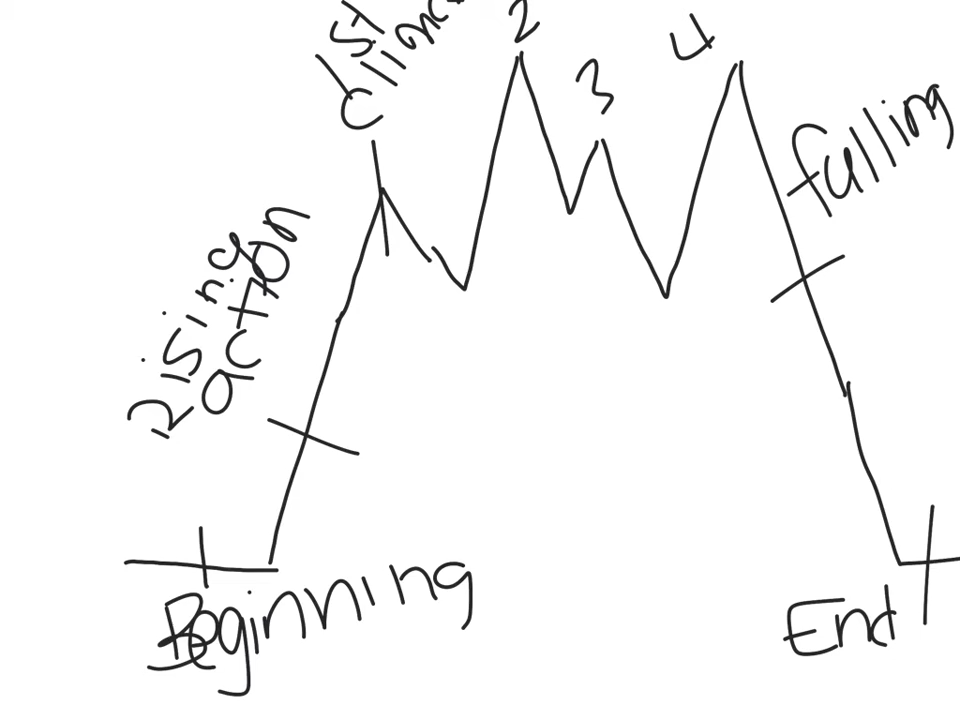 1st
Climax
2
3
4
falling
Rising
action
Beginning
End